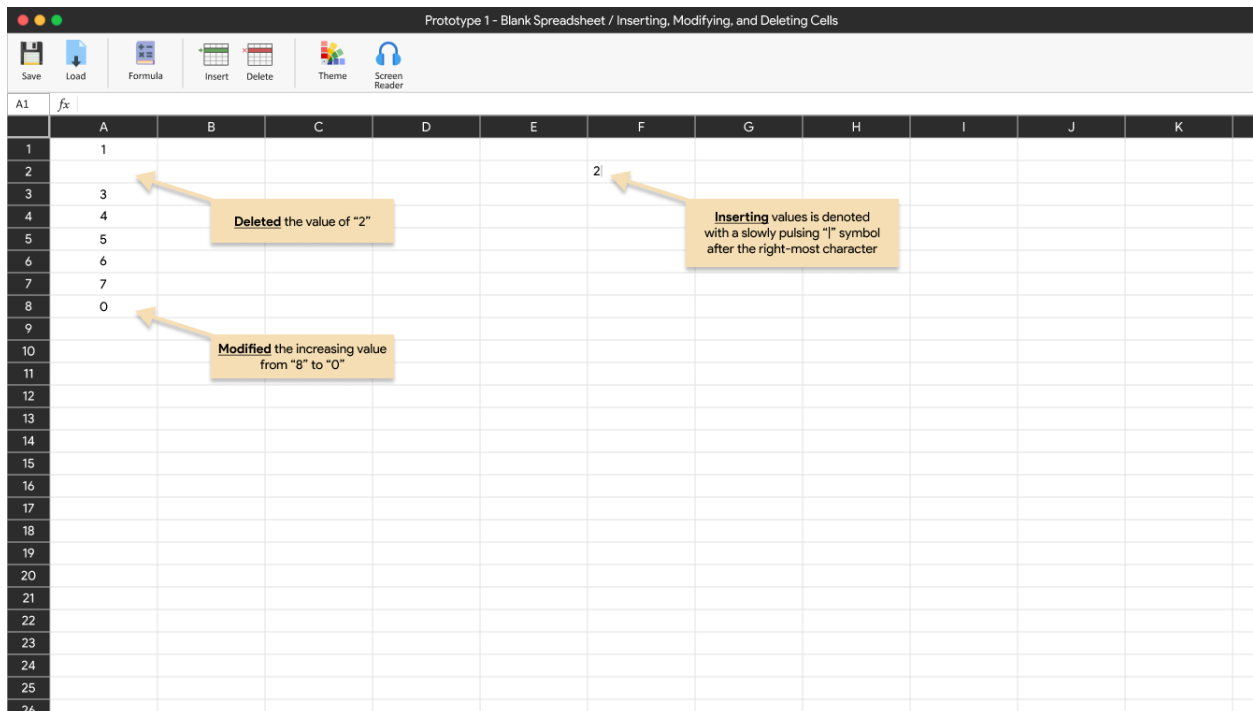 Prototype 1 - Blank Spreadsheet / Inserting, Modifying, and Deleting Cells
Save Load Formula Insert Delete Theme Screen Reader
A1 fx
A B C D E F G H I J K
1 1
2 2|
3 3
4 4
5 5
6 6
7 7
8 0
9
10
11
12
13
14
15
16
17
18
19
20
21
22
23
24
25
26
Deleted the value of “2”
Inserting values is denoted
with a slowly pulsing “|” symbol
after the right-most character
Modified the increasing value
from “8” to “0”